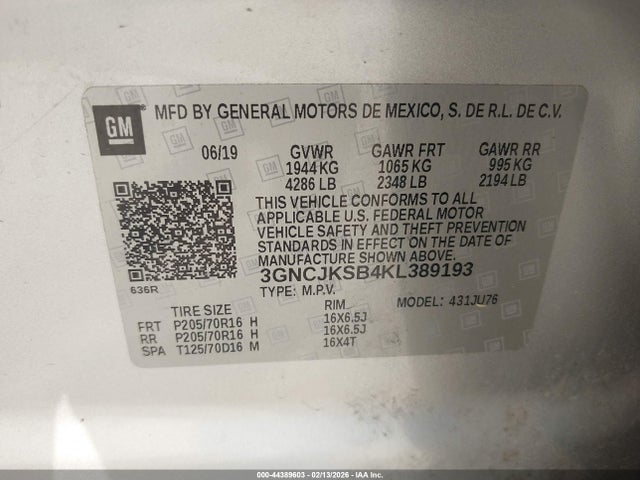 GM
MFD BY GENERAL MOTORS DE MEXICO, S. DE R.L. DE C.V.
06/19 GVWR GAWR FRT GAWR RR
1944 KG 1065 KG 995 KG
4286 LB 2348 LB 2194 LB
THIS VEHICLE CONFORMS TO ALL
APPLICABLE U.S. FEDERAL MOTOR
VEHICLE SAFETY AND THEFT PREVENTION
STANDARDS IN EFFECT ON THE DATE OF
MANUFACTURE SHOWN ABOVE.
3GNCJKSB4KL389193
636R TYPE: M.P.V. MODEL: 431JU76
TIRE SIZE RIM
FRT P205/70R16 H 16X6.5J
RR P205/70R16 H 16X6.5J
SPA T125/70D16 M 16X4T
000-44389603 - 02/13/2026 - IAA Inc.